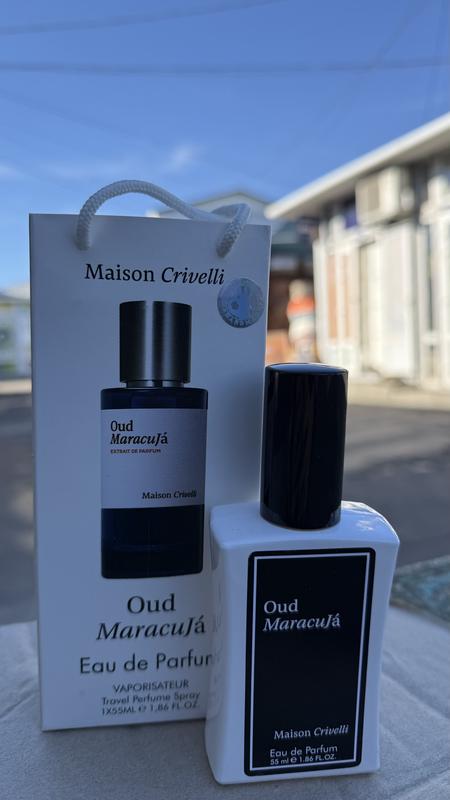 Maison Crivelli
Oud
MaracuJá
EXTRAIT DE PARFUM
Maison Crivelli
Oud
MaracuJá
Eau de Parfum
VAPORISATEUR
Travel Perfume Spray
1X55ML ℮ 1,86 FL.OZ.
Oud
MaracuJá
Maison Crivelli
Eau de Parfum
55 ml ℮ 1.86 FL.OZ.